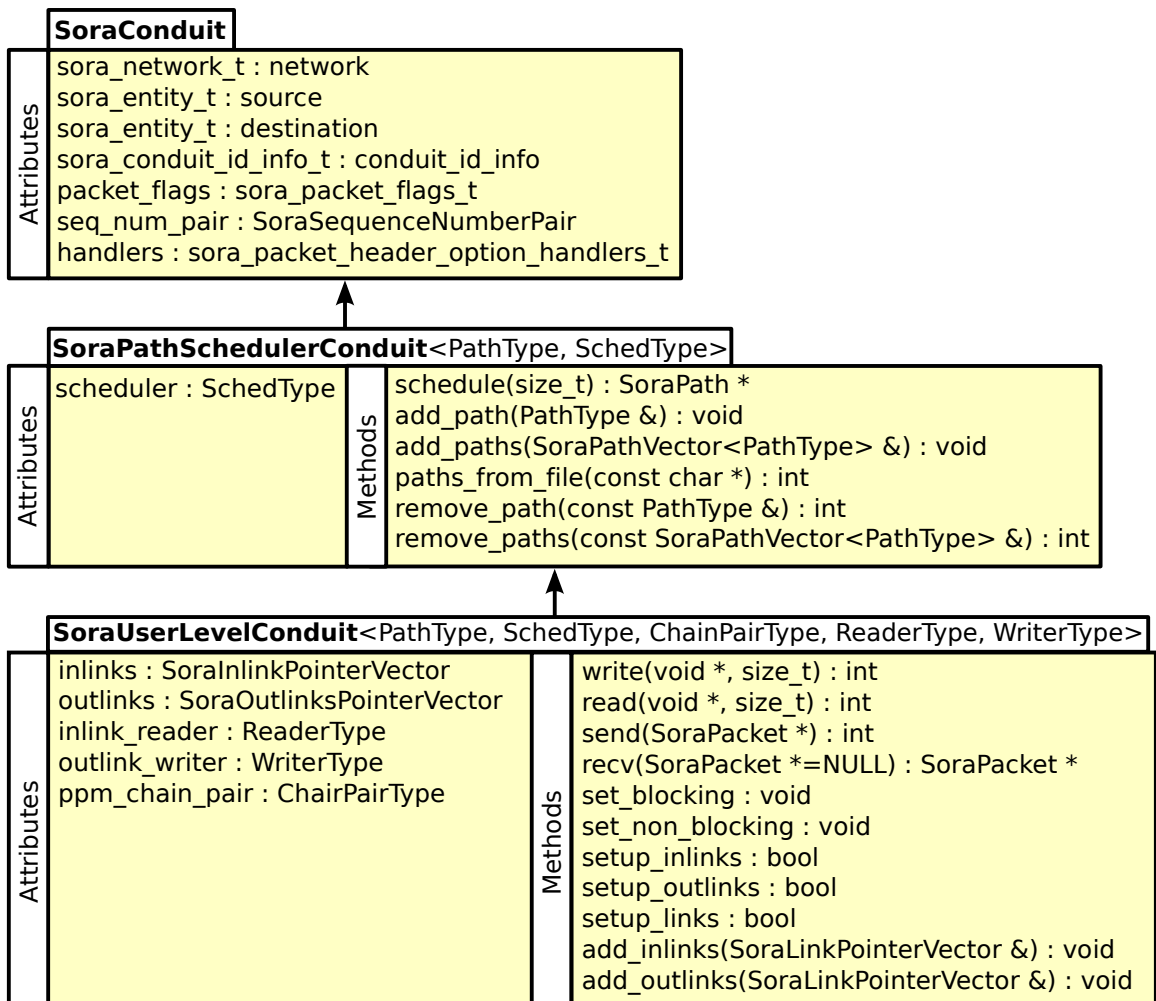 SoraConduit
Attributes
sora_network_t : network
sora_entity_t : source
sora_entity_t : destination
sora_conduit_id_info_t : conduit_id_info
packet_flags : sora_packet_flags_t
seq_num_pair : SoraSequenceNumberPair
handlers : sora_packet_header_option_handlers_t
SoraPathSchedulerConduit<PathType, SchedType>
Attributes
scheduler : SchedType
Methods
schedule(size_t) : SoraPath *
add_path(PathType &) : void
add_paths(SoraPathVector<PathType> &) : void
paths_from_file(const char *) : int
remove_path(const PathType &) : int
remove_paths(const SoraPathVector<PathType> &) : int
SoraUserLevelConduit<PathType, SchedType, ChainPairType, ReaderType, WriterType>
Attributes
inlinks : SoraInlinkPointerVector
outlinks : SoraOutlinksPointerVector
inlink_reader : ReaderType
outlink_writer : WriterType
ppm_chain_pair : ChairPairType
Methods
write(void *, size_t) : int
read(void *, size_t) : int
send(SoraPacket *) : int
recv(SoraPacket *=NULL) : SoraPacket *
set_blocking : void
set_non_blocking : void
setup_inlinks : bool
setup_outlinks : bool
setup_links : bool
add_inlinks(SoraLinkPointerVector &) : void
add_outlinks(SoraLinkPointerVector &) : void